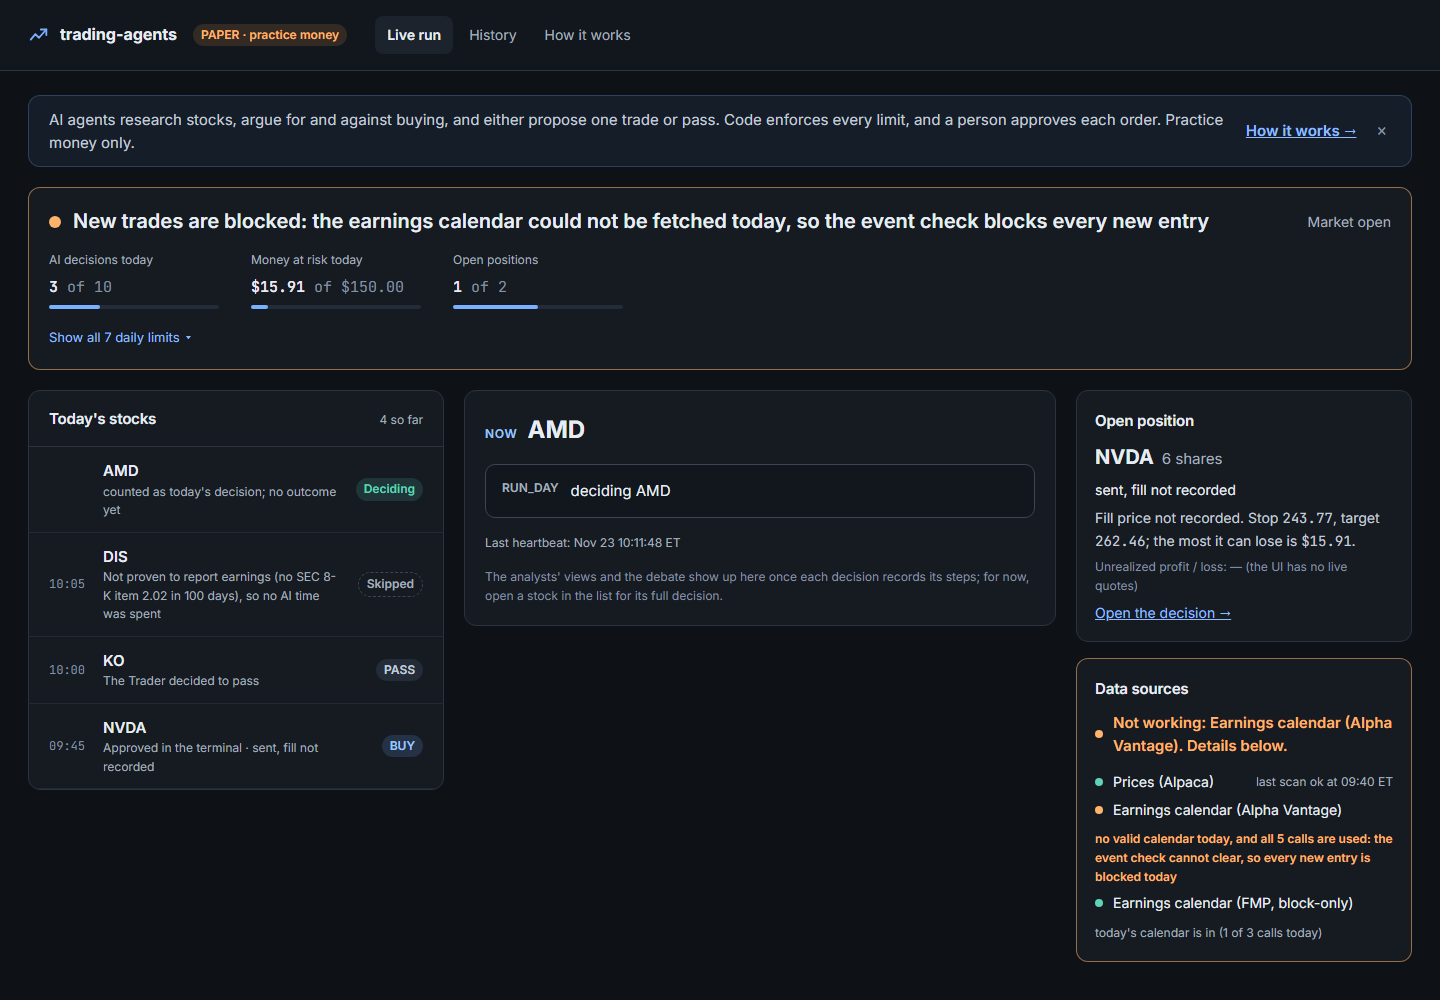 trading-agents
PAPER · practice money
Live run
History
How it works
AI agents research stocks, argue for and against buying, and either propose one trade or pass. Code enforces every limit, and a person approves each order. Practice
money only.
How it works →
×
New trades are blocked: the earnings calendar could not be fetched today, so the event check blocks every new entry
Market open
AI decisions today
3 of 10
Money at risk today
$15.91 of $150.00
Open positions
1 of 2
Show all 7 daily limits
Today's stocks
4 so far
AMD
counted as today's decision; no outcome
yet
Deciding
10:05
DIS
Not proven to report earnings (no SEC 8-
K item 2.02 in 100 days), so no AI time
was spent
Skipped
10:00
KO
The Trader decided to pass
PASS
09:45
NVDA
Approved in the terminal · sent, fill not
recorded
BUY
NOW AMD
RUN_DAY deciding AMD
Last heartbeat: Nov 23 10:11:48 ET
The analysts' views and the debate show up here once each decision records its steps; for now,
open a stock in the list for its full decision.
Open position
NVDA 6 shares
sent, fill not recorded
Fill price not recorded. Stop 243.77, target
262.46; the most it can lose is $15.91.
Unrealized profit / loss: — (the UI has no live
quotes)
Open the decision →
Data sources
Not working: Earnings calendar (Alpha
Vantage). Details below.
Prices (Alpaca)
last scan ok at 09:40 ET
Earnings calendar (Alpha Vantage)
no valid calendar today, and all 5 calls are used: the
event check cannot clear, so every new entry is
blocked today
Earnings calendar (FMP, block-only)
today's calendar is in (1 of 3 calls today)